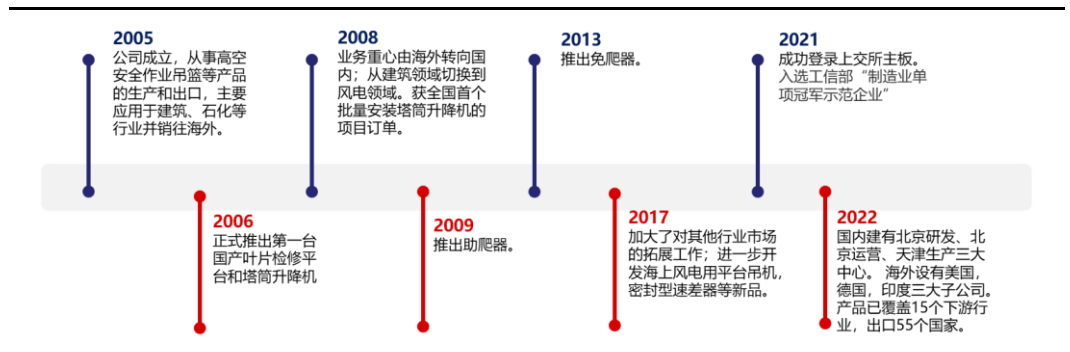 2005
公司成立，从事高空
安全作业吊篮等产品
的生产和出口，主要
应用于建筑、石化等
行业并销往海外。
2008
业务重心由海外转向国
内；从建筑领域切换到
风电领域。获全国首个
批量安装塔筒升降机的
项目订单。
2013
推出免爬器。
2021
成功登录上交所主板。
入选工信部“制造业单
项冠军示范企业”
2006
正式推出第一台
国产叶片检修平
台和塔筒升降机
2009
推出助爬器。
2017
加大了对其他行业市场
的拓展工作；进一步开
发海上风电用平台吊机，
密封型速差器等新品。
2022
国内建有北京研发、北
京运营、天津生产三大
中心。 海外设有美国，
德国，印度三大子公司。
产品已覆盖15个下游行
业，出口55个国家。